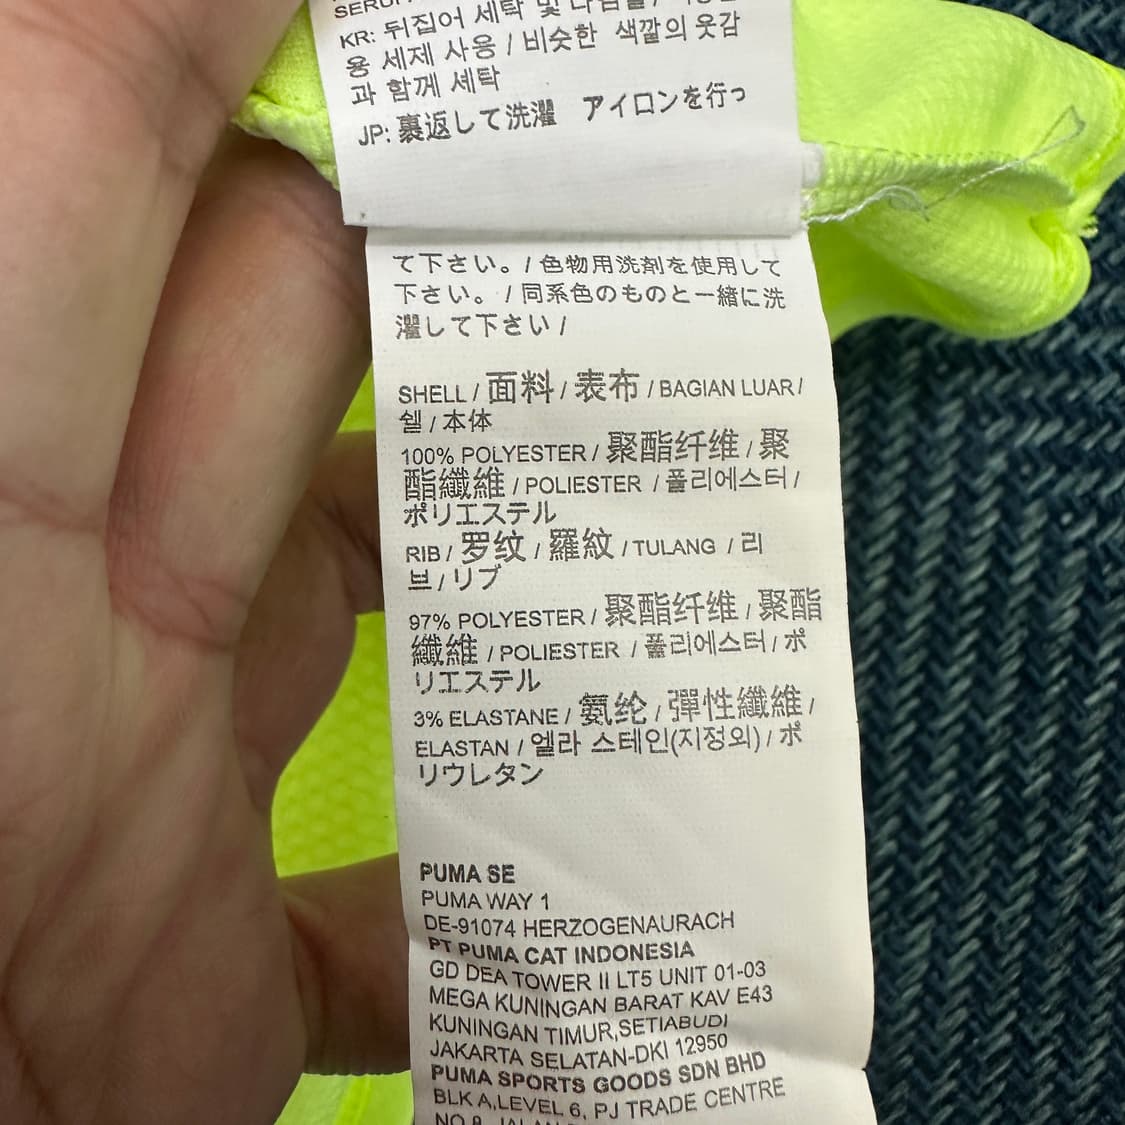 KR: 뒤집어 세탁 및
용 세제 사용 / 비슷한 색깔의 옷감
과 함께 세탁
JP: 裏返して洗濯 アイロンを行っ
て下さい。/ 色物用洗剤を使用して
下さい。/ 同系色のものと一緒に洗
濯して下さい /
SHELL / 面料 / 表布 / BAGIAN LUAR /
쉘 / 本体
100% POLYESTER / 聚酯纤维 / 聚
酯纖維 / POLIESTER / 폴리에스터 /
ポリエステル
RIB / 罗纹 / 羅紋 / TULANG / 리
브 / リブ
97% POLYESTER / 聚酯纤维 / 聚酯
纖維 / POLIESTER / 폴리에스터 / ポ
リエステル
3% ELASTANE / 氨纶 / 彈性纖維 /
ELASTAN / 엘라 스테인(지정외) / ポ
リウレタン
PUMA SE
PUMA WAY 1
DE-91074 HERZOGENAURACH
PT PUMA CAT INDONESIA
GD DEA TOWER II LT5 UNIT 01-03
MEGA KUNINGAN BARAT KAV E43
KUNINGAN TIMUR,SETIABUDI
JAKARTA SELATAN-DKI 12950
PUMA SPORTS GOODS SDN BHD
BLK A,LEVEL 6, PJ TRADE CENTRE